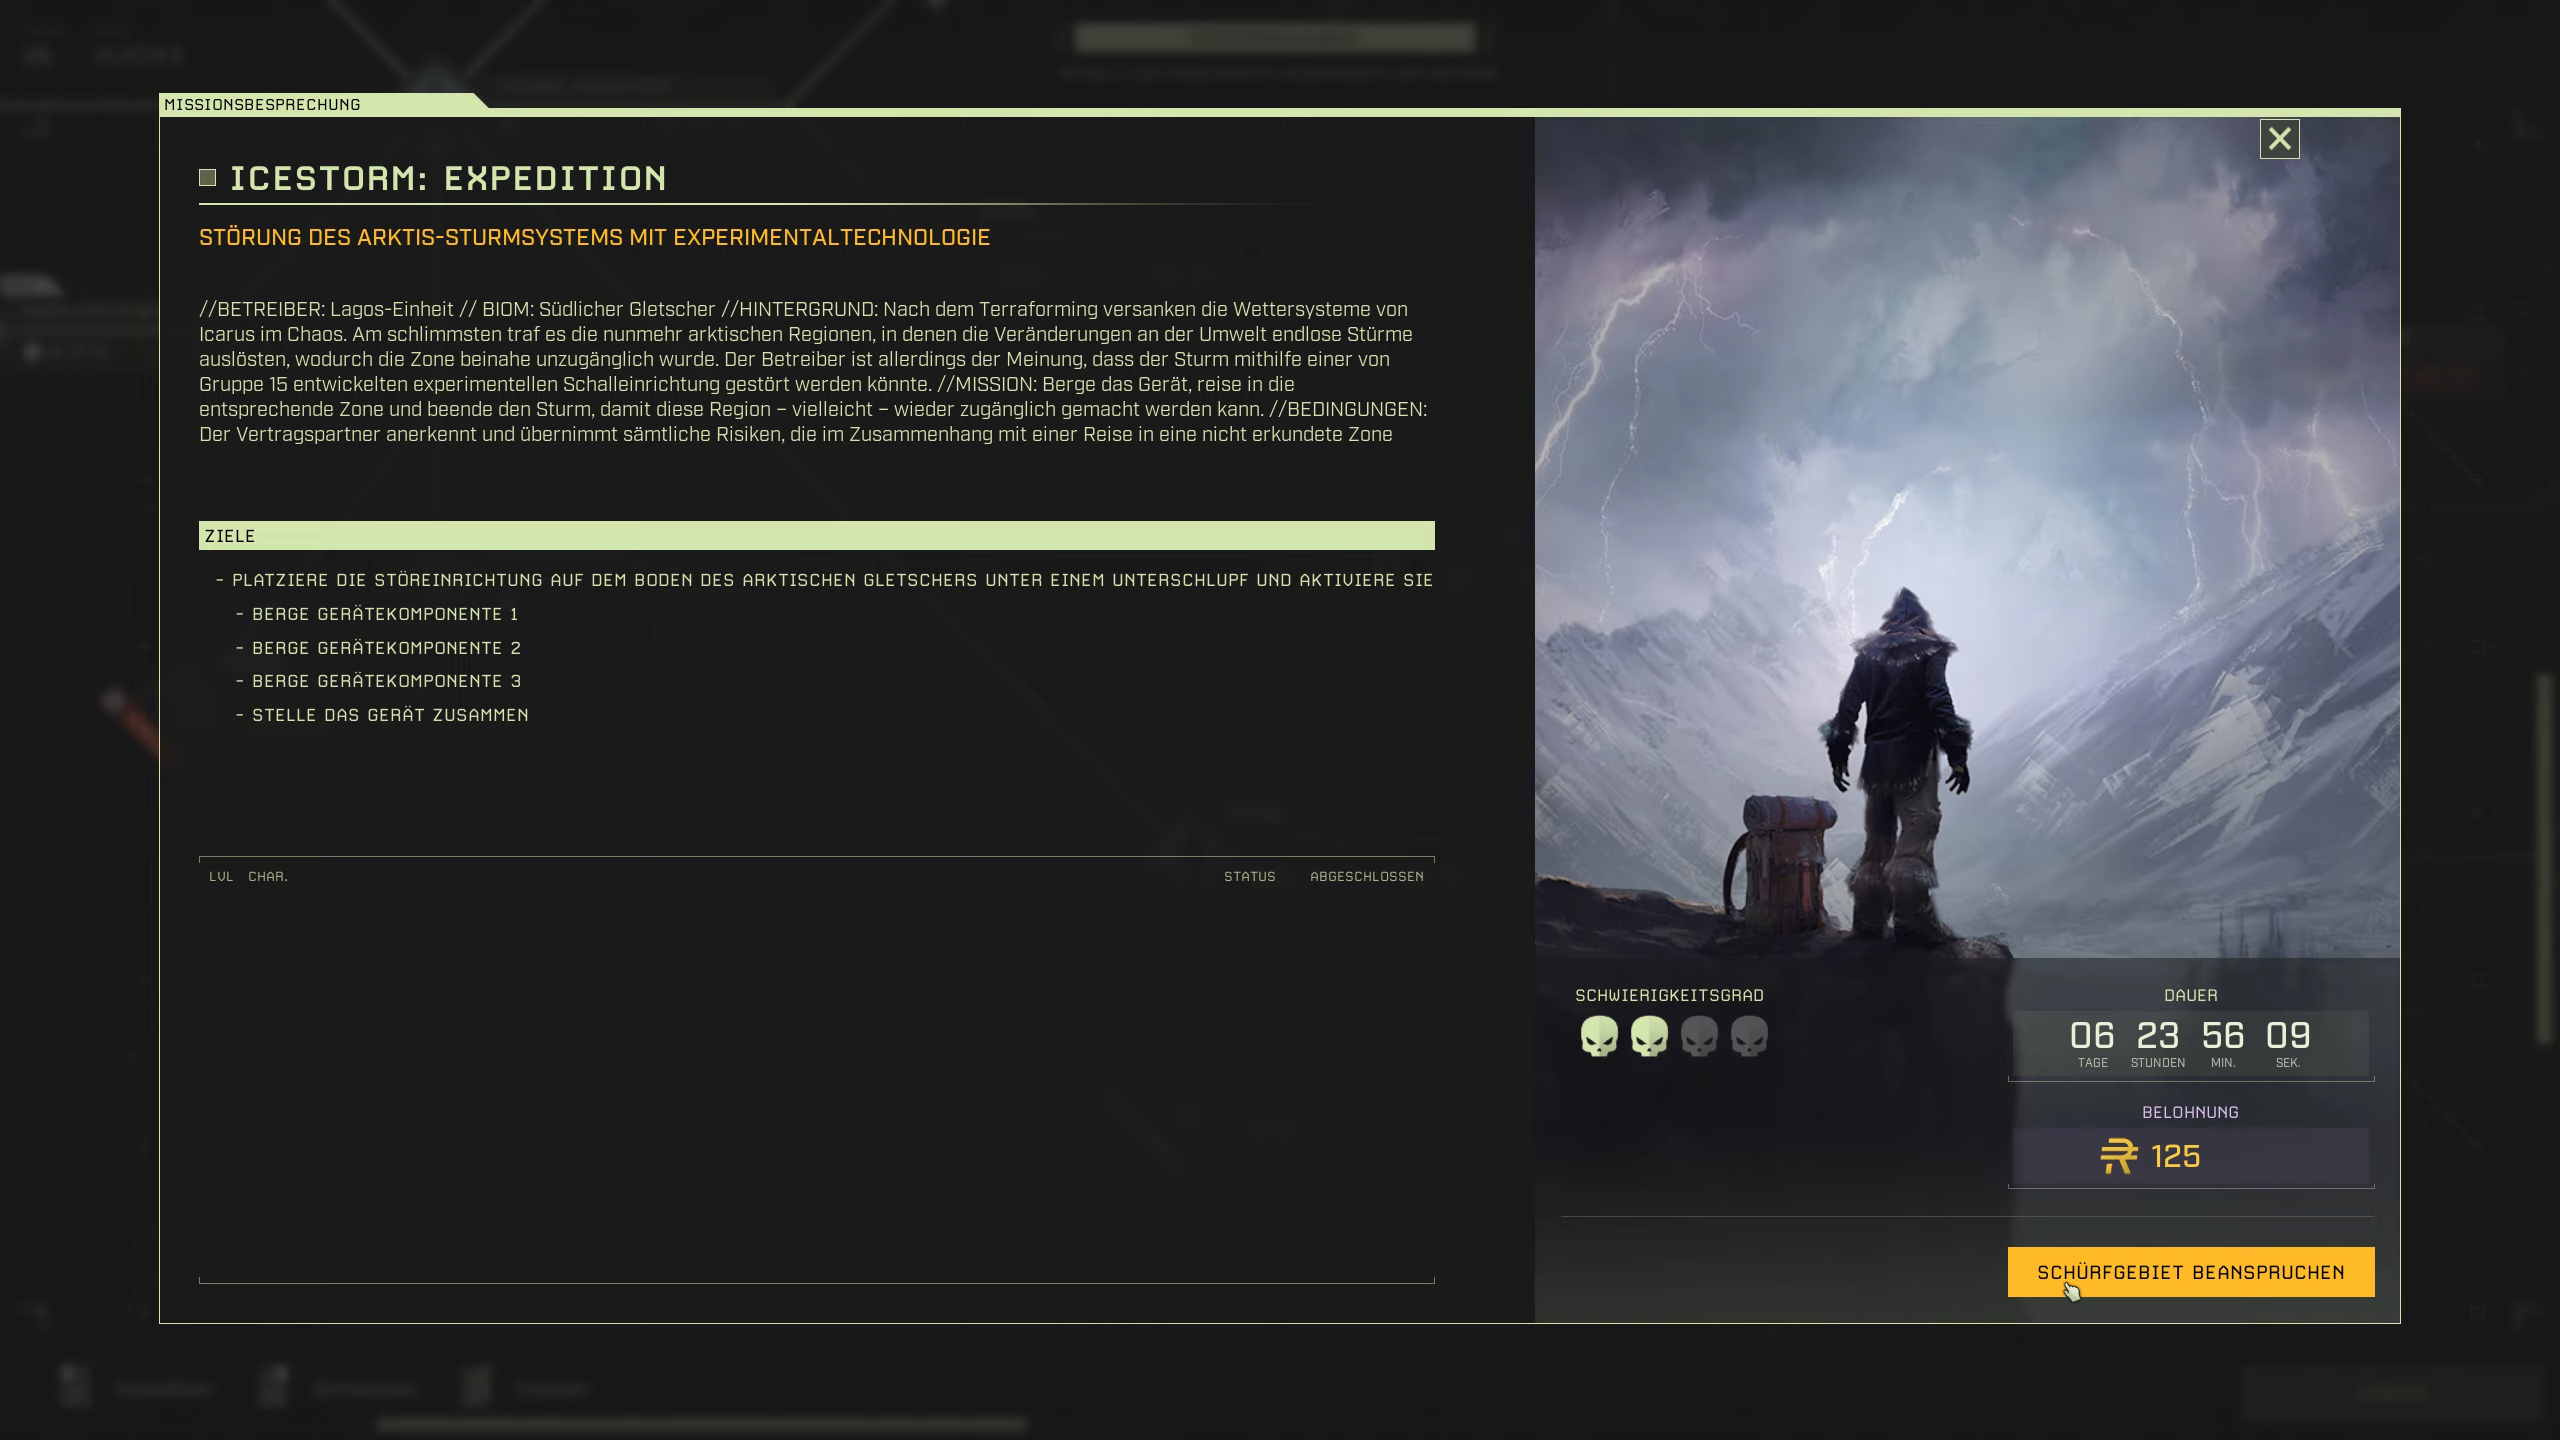 MISSIONSBESPRECHUNG
ICESTORM: EXPEDITION
STÖRUNG DES ARKTIS-STURMSYSTEMS MIT EXPERIMENTALTECHNOLOGIE
//BETREIBER: Lagos-Einheit // BIOM: Südlicher Gletscher //HINTERGRUND: Nach dem Terraforming versanken die Wettersysteme von
Icarus im Chaos. Am schlimmsten traf es die nunmehr arktischen Regionen, in denen die Veränderungen an der Umwelt endlose Stürme
auslösten, wodurch die Zone beinahe unzugänglich wurde. Der Betreiber ist allerdings der Meinung, dass der Sturm mithilfe einer von
Gruppe 15 entwickelten experimentellen Schalleinrichtung gestört werden könnte. //MISSION: Berge das Gerät, reise in die
entsprechende Zone und beende den Sturm, damit diese Region – vielleicht – wieder zugänglich gemacht werden kann. //BEDINGUNGEN:
Der Vertragspartner anerkennt und übernimmt sämtliche Risiken, die im Zusammenhang mit einer Reise in eine nicht erkundete Zone
ZIELE
- PLATZIERE DIE STÖREINRICHTUNG AUF DEM BODEN DES ARKTISCHEN GLETSCHERS UNTER EINEM UNTERSCHLUPF UND AKTIVIERE SIE
- BERGE GERÄTEKOMPONENTE 1
- BERGE GERÄTEKOMPONENTE 2
- BERGE GERÄTEKOMPONENTE 3
- STELLE DAS GERÄT ZUSAMMEN
LVL CHAR. STATUS ABGESCHLOSSEN
SCHWIERIGKEITSGRAD
DAUER
06 23 56 09
TAGE STUNDEN MIN. SEK.
BELOHNUNG
125
SCHÜRFGEBIET BEANSPRUCHEN